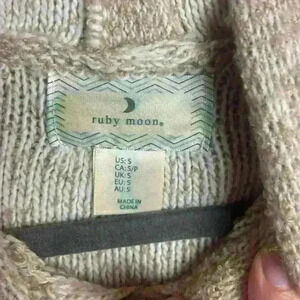 ruby moon®
US: S
CA: S/P
UK: S
EU: S
AU: S
MADE IN
CHINA